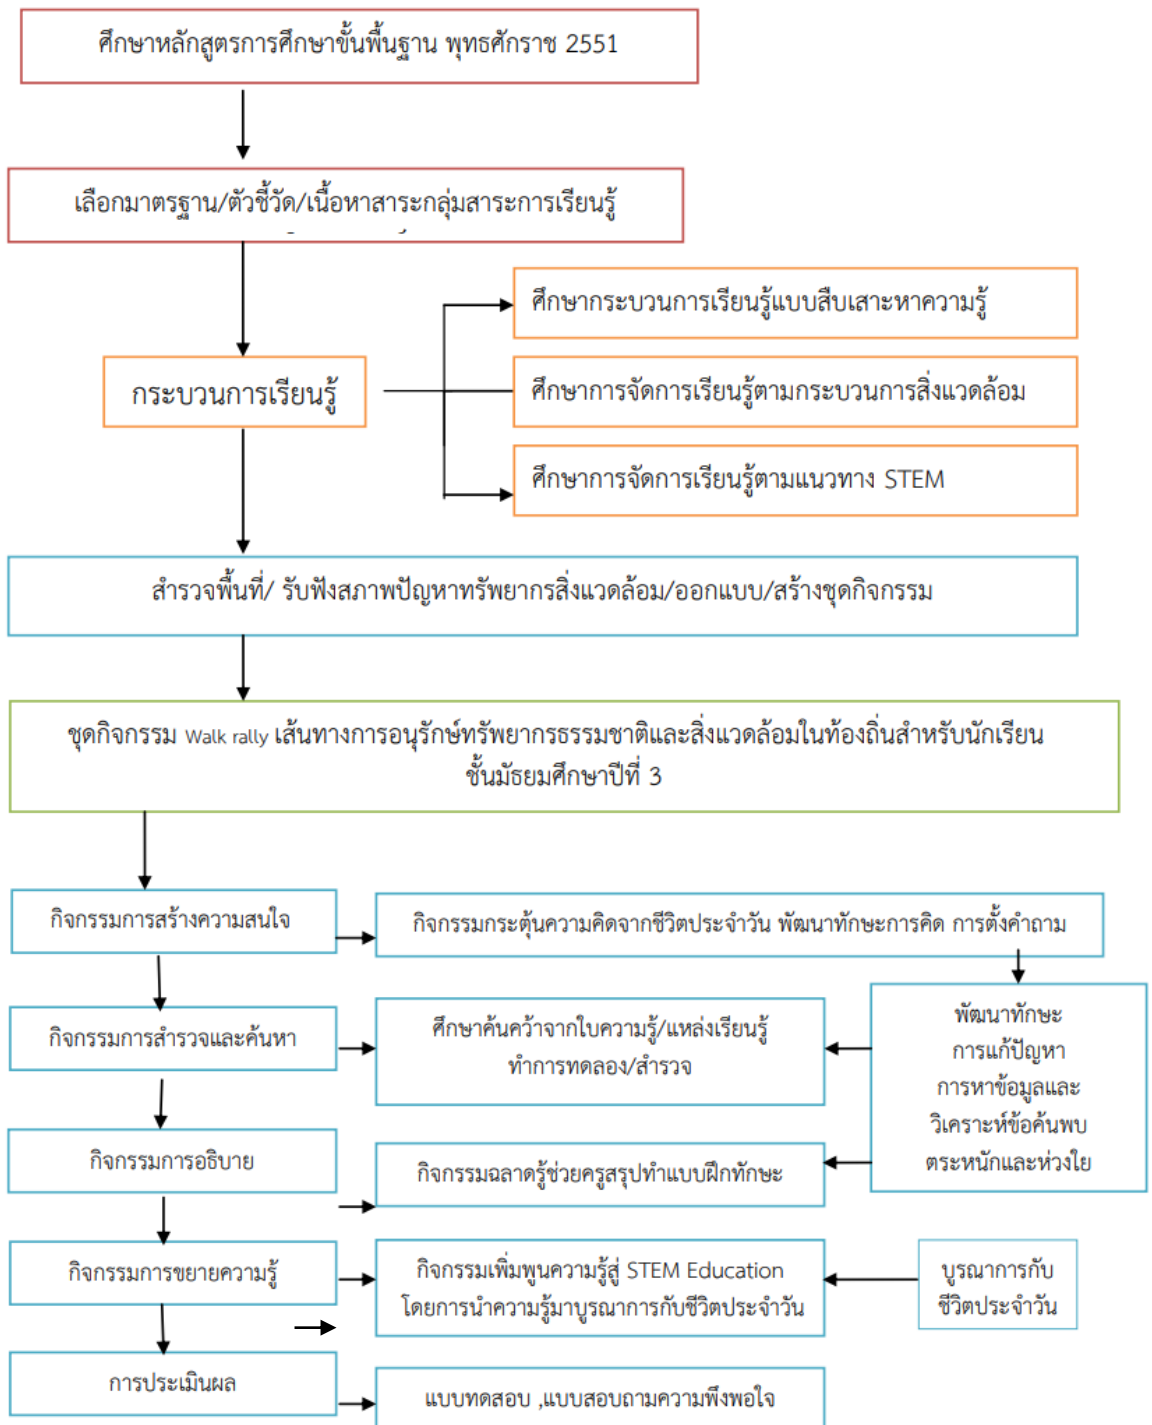 ศึกษาหลักสูตรการศึกษาขั้นพื้นฐาน พุทธศักราช 2551
เลือกมาตรฐาน/ตัวชี้วัด/เนื้อหาสาระกลุ่มสาระการเรียนรู้
ศึกษากระบวนการเรียนรู้แบบสืบเสาะหาความรู้
กระบวนการเรียนรู้
ศึกษาการจัดการเรียนรู้ตามกระบวนการสิ่งแวดล้อม
ศึกษาการจัดการเรียนรู้ตามแนวทาง STEM
สำรวจพื้นที่/ รับฟังสภาพปัญหาทรัพยากรสิ่งแวดล้อม/ออกแบบ/สร้างชุดกิจกรรม
ชุดกิจกรรม Walk rally เส้นทางการอนุรักษ์ทรัพยากรธรรมชาติและสิ่งแวดล้อมในท้องถิ่นสำหรับนักเรียน
ชั้นมัธยมศึกษาปีที่ 3
กิจกรรมการสร้างความสนใจ
กิจกรรมกระตุ้นความคิดจากชีวิตประจำวัน พัฒนาทักษะการคิด การตั้งคำถาม
กิจกรรมการสำรวจและค้นหา
ศึกษาค้นคว้าจากใบความรู้/แหล่งเรียนรู้
ทำการทดลอง/สำรวจ
พัฒนาทักษะ
การแก้ปัญหา
การหาข้อมูลและ
วิเคราะห์ข้อค้นพบ
ตระหนักและห่วงใย
กิจกรรมการอธิบาย
กิจกรรมฉลาดรู้ช่วยครูสรุปทำแบบฝึกทักษะ
กิจกรรมการขยายความรู้
กิจกรรมเพิ่มพูนความรู้สู่ STEM Education
โดยการนำความรู้มาบูรณาการกับชีวิตประจำวัน
บูรณาการกับ
ชีวิตประจำวัน
การประเมินผล
แบบทดสอบ ,แบบสอบถามความพึงพอใจ